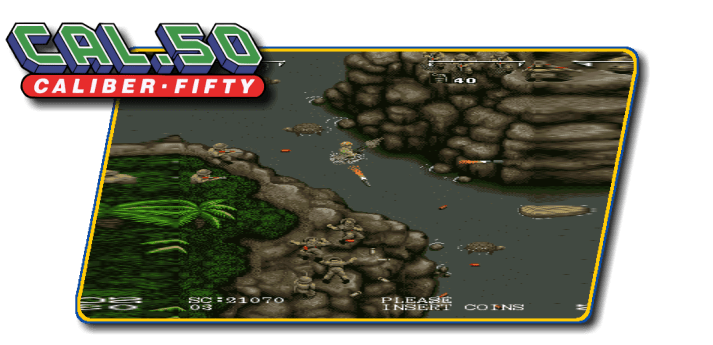 CAL.50
CALIBER·FIFTY
40
SC:21070
03
PLEASE
INSERT COINS